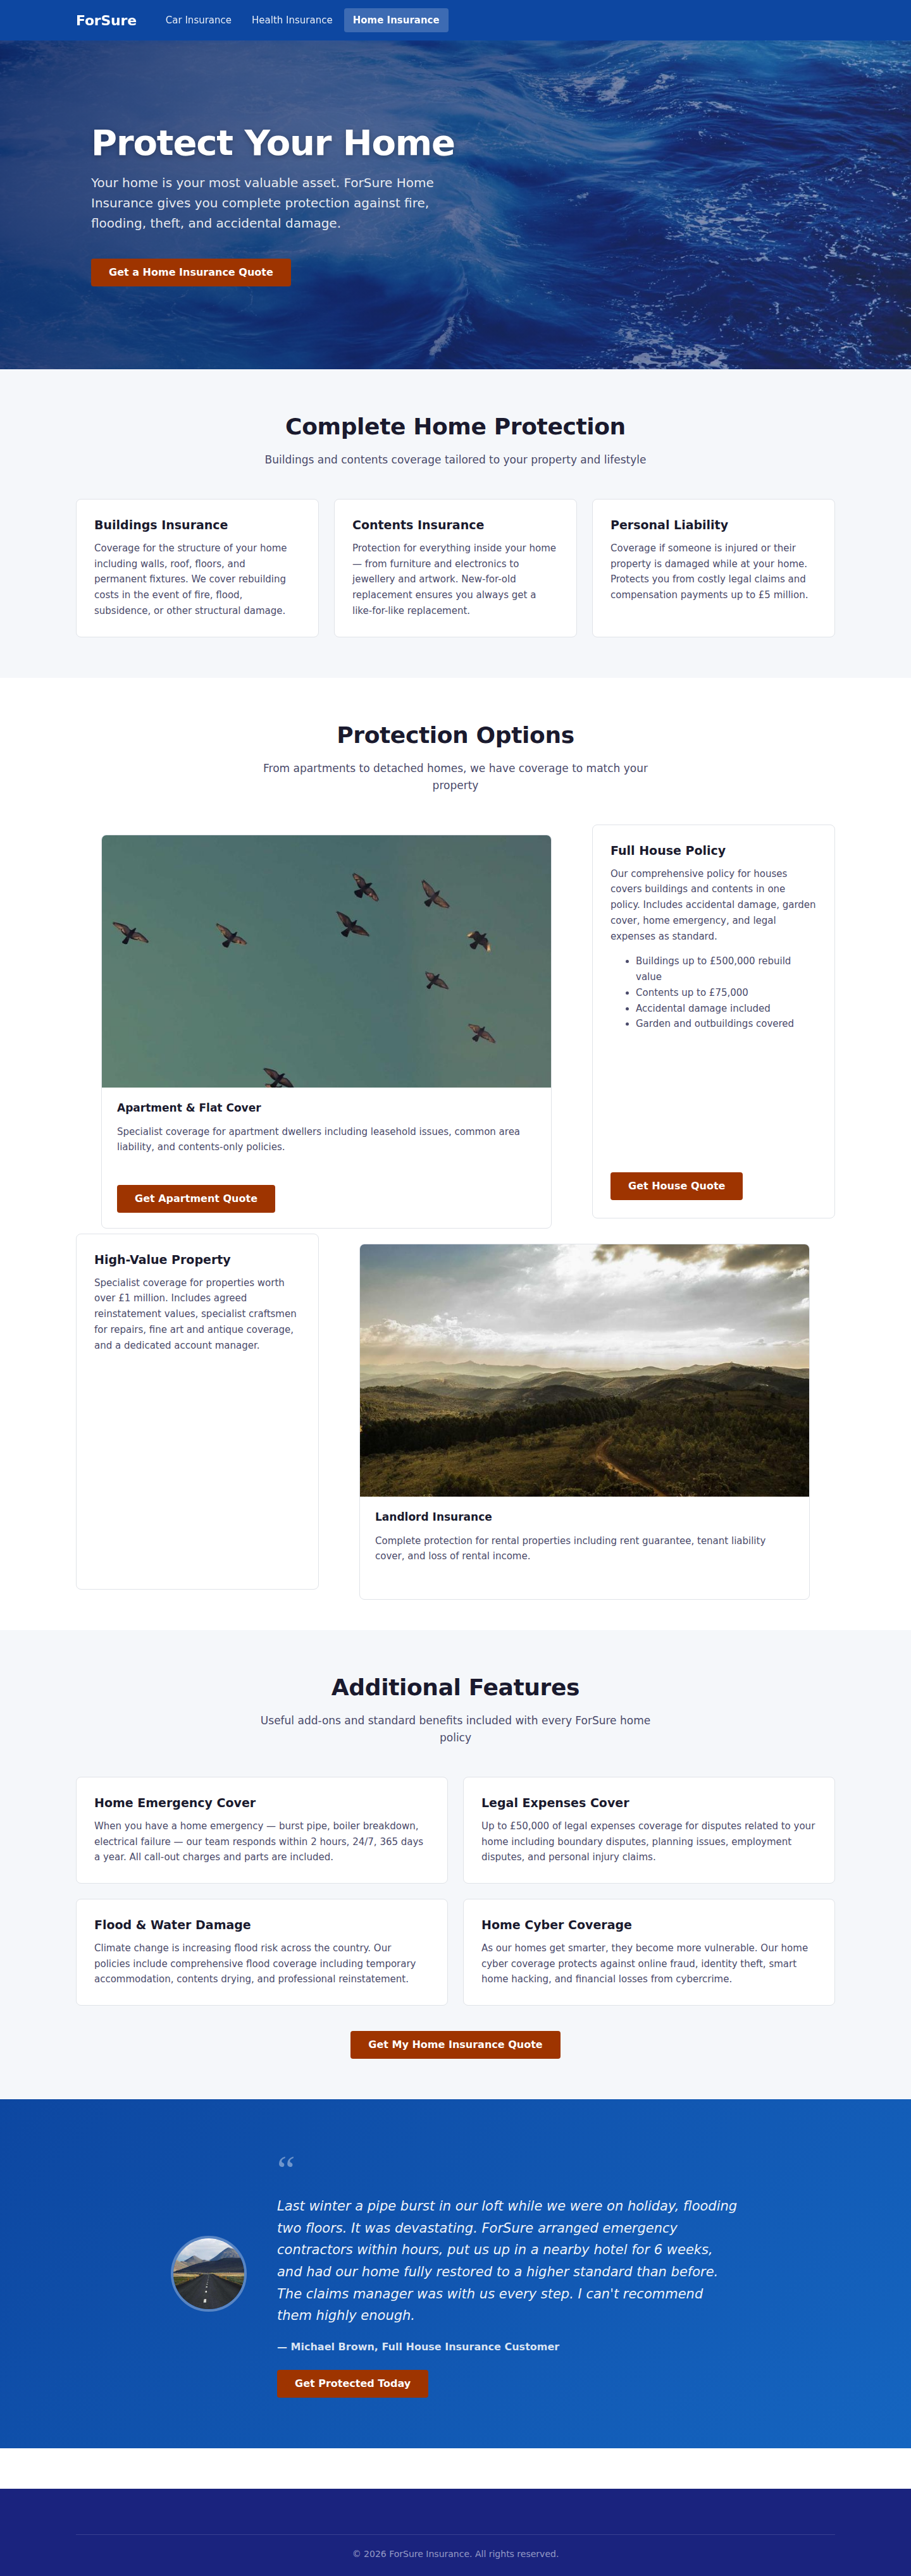 ForSure
Car Insurance
Health Insurance
Home Insurance
Protect Your Home
Your home is your most valuable asset. ForSure Home
Insurance gives you complete protection against fire,
flooding, theft, and accidental damage.
Get a Home Insurance Quote
Complete Home Protection
Buildings and contents coverage tailored to your property and lifestyle
Buildings Insurance
Coverage for the structure of your home
including walls, roof, floors, and
permanent fixtures. We cover rebuilding
costs in the event of fire, flood,
subsidence, or other structural damage.
Contents Insurance
Protection for everything inside your home
— from furniture and electronics to
jewellery and artwork. New-for-old
replacement ensures you always get a
like-for-like replacement.
Personal Liability
Coverage if someone is injured or their
property is damaged while at your home.
Protects you from costly legal claims and
compensation payments up to £5 million.
Protection Options
From apartments to detached homes, we have coverage to match your
property
Apartment & Flat Cover
Specialist coverage for apartment dwellers including leasehold issues, common area
liability, and contents-only policies.
Get Apartment Quote
Full House Policy
Our comprehensive policy for houses
covers buildings and contents in one
policy. Includes accidental damage, garden
cover, home emergency, and legal
expenses as standard.
• Buildings up to £500,000 rebuild
value
• Contents up to £75,000
• Accidental damage included
• Garden and outbuildings covered
Get House Quote
High-Value Property
Specialist coverage for properties worth
over £1 million. Includes agreed
reinstatement values, specialist craftsmen
for repairs, fine art and antique coverage,
and a dedicated account manager.
Landlord Insurance
Complete protection for rental properties including rent guarantee, tenant liability
cover, and loss of rental income.
Additional Features
Useful add-ons and standard benefits included with every ForSure home
policy
Home Emergency Cover
When you have a home emergency — burst pipe, boiler breakdown,
electrical failure — our team responds within 2 hours, 24/7, 365 days
a year. All call-out charges and parts are included.
Legal Expenses Cover
Up to £50,000 of legal expenses coverage for disputes related to your
home including boundary disputes, planning issues, employment
disputes, and personal injury claims.
Flood & Water Damage
Climate change is increasing flood risk across the country. Our
policies include comprehensive flood coverage including temporary
accommodation, contents drying, and professional reinstatement.
Home Cyber Coverage
As our homes get smarter, they become more vulnerable. Our home
cyber coverage protects against online fraud, identity theft, smart
home hacking, and financial losses from cybercrime.
Get My Home Insurance Quote
“
Last winter a pipe burst in our loft while we were on holiday, flooding
two floors. It was devastating. ForSure arranged emergency
contractors within hours, put us up in a nearby hotel for 6 weeks,
and had our home fully restored to a higher standard than before.
The claims manager was with us every step. I can't recommend
them highly enough.
— Michael Brown, Full House Insurance Customer
Get Protected Today
© 2026 ForSure Insurance. All rights reserved.